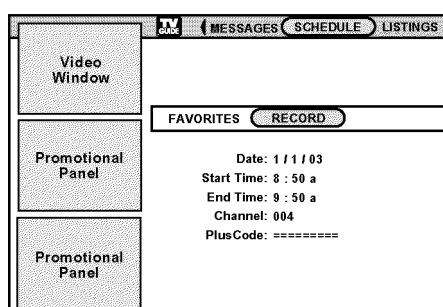 TV GUIDE MESSAGES SCHEDULE LISTINGS
Video
Window
FAVORITES RECORD
Promotional
Panel
Date: 1 / 1 / 03
Start Time: 8 : 50 a
End Time: 9 : 50 a
Channel: 004
PlusCode: =========
Promotional
Panel